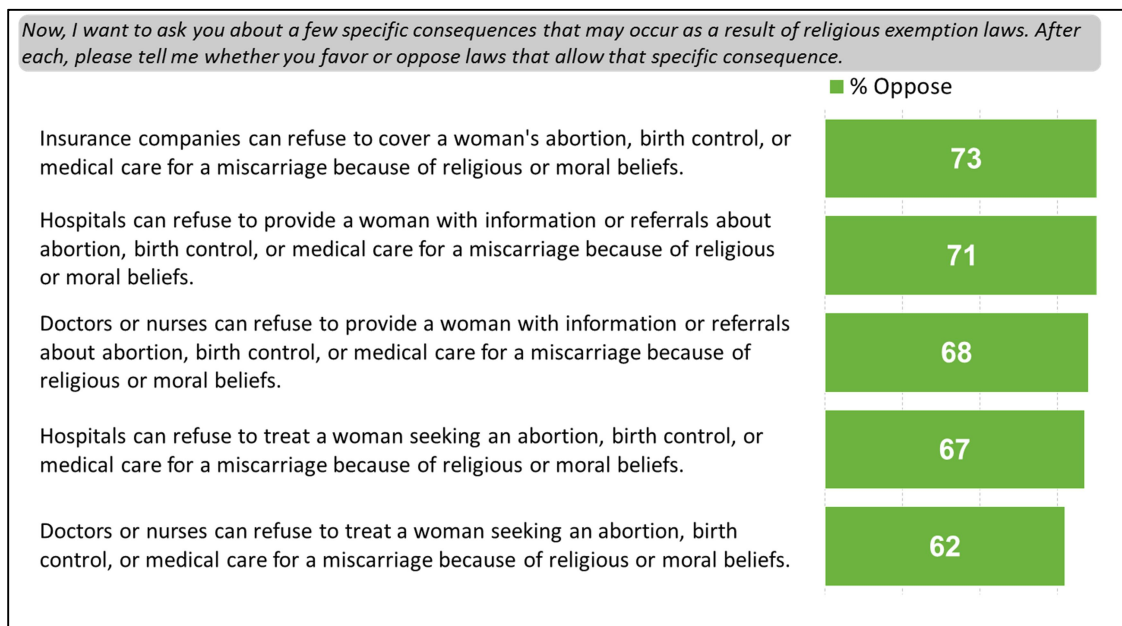 Now, I want to ask you about a few specific consequences that may occur as a result of religious exemption laws. After
each, please tell me whether you favor or oppose laws that allow that specific consequence.
% Oppose
Insurance companies can refuse to cover a woman's abortion, birth control, or
medical care for a miscarriage because of religious or moral beliefs.
73
Hospitals can refuse to provide a woman with information or referrals about
abortion, birth control, or medical care for a miscarriage because of religious
or moral beliefs.
71
Doctors or nurses can refuse to provide a woman with information or referrals
about abortion, birth control, or medical care for a miscarriage because of
religious or moral beliefs.
68
Hospitals can refuse to treat a woman seeking an abortion, birth control, or
medical care for a miscarriage because of religious or moral beliefs.
67
Doctors or nurses can refuse to treat a woman seeking an abortion, birth
control, or medical care for a miscarriage because of religious or moral beliefs.
62